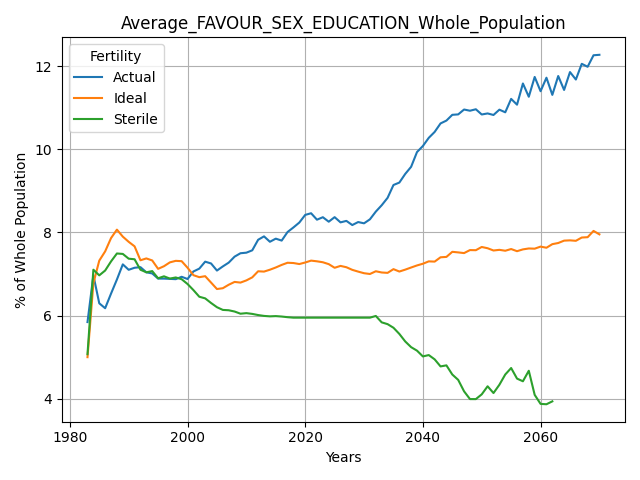 Average_FAVOUR_SEX_EDUCATION_Whole_Population
Fertility
Actual
Ideal
Sterile
% of Whole Population
12
10
8
6
4
1980
2000
2020
2040
2060
Years